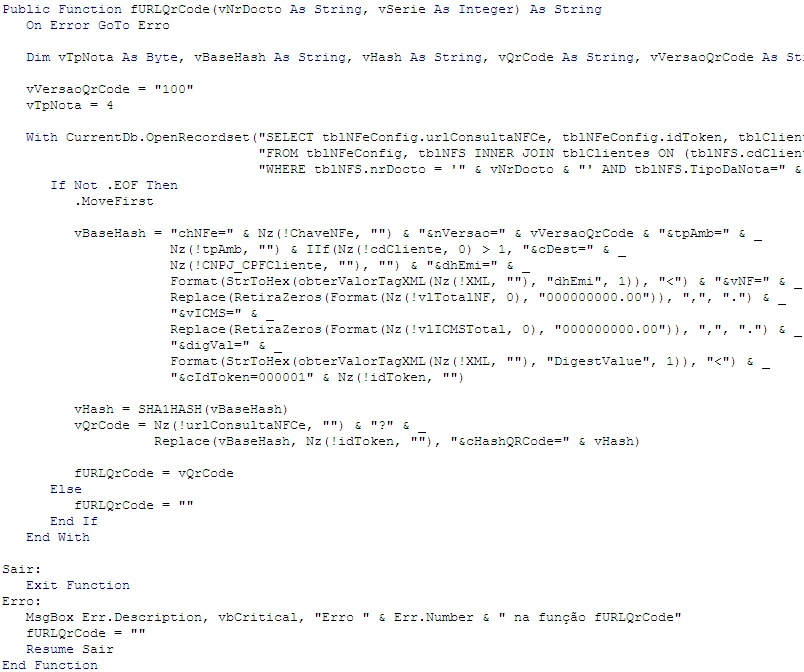 Public Function fURLQrCode(vNrDocto As String, vSerie As Integer) As String
On Error GoTo Erro
Dim vTpNota As Byte, vBaseHash As String, vHash As String, vQrCode As String, vVersaoQrCode As St
vVersaoQrCode = "100"
vTpNota = 4
With CurrentDb.OpenRecordset("SELECT tblNFeConfig.urlConsultaNFCe, tblNFeConfig.idToken, tblClien
"FROM tblNFeConfig, tblNFS INNER JOIN tblClientes ON (tblNFS.cdClien
"WHERE tblNFS.nrDocto = '" & vNrDocto & "' AND tblNFS.TipoDaNota=" &
If Not .EOF Then
.MoveFirst
vBaseHash = "chNFe=" & Nz(!ChaveNFe, "") & "&nVersao=" & vVersaoQrCode & "&tpAmb=" & _
Nz(!tpAmb, "") & IIf(Nz(!cdCliente, 0) > 1, "&cDest=" & _
Nz(!CNPJ_CPFCliente, ""), "") & "&dhEmi=" & _
Format(StrToHex(obterValorTagXML(Nz(!XML, ""), "dhEmi", 1)), "<") & "&vNF=" & _
Replace(RetiraZeros(Format(Nz(!vlTotalNF, 0), "000000000.00")), ",", ".") & _
"&vICMS=" & _
Replace(RetiraZeros(Format(Nz(!vlICMSTotal, 0), "000000000.00")), ",", ".") & _
"&digVal=" & _
Format(StrToHex(obterValorTagXML(Nz(!XML, ""), "DigestValue", 1)), "<") & _
"&cIdToken=000001" & Nz(!idToken, "")
vHash = SHA1HASH(vBaseHash)
vQrCode = Nz(!urlConsultaNFCe, "") & "?" & _
Replace(vBaseHash, Nz(!idToken, ""), "&cHashQRCode=" & vHash)
fURLQrCode = vQrCode
Else
fURLQrCode = ""
End If
End With
Sair:
Exit Function
Erro:
MsgBox Err.Description, vbCritical, "Erro " & Err.Number & " na função fURLQrCode"
fURLQrCode = ""
Resume Sair
End Function